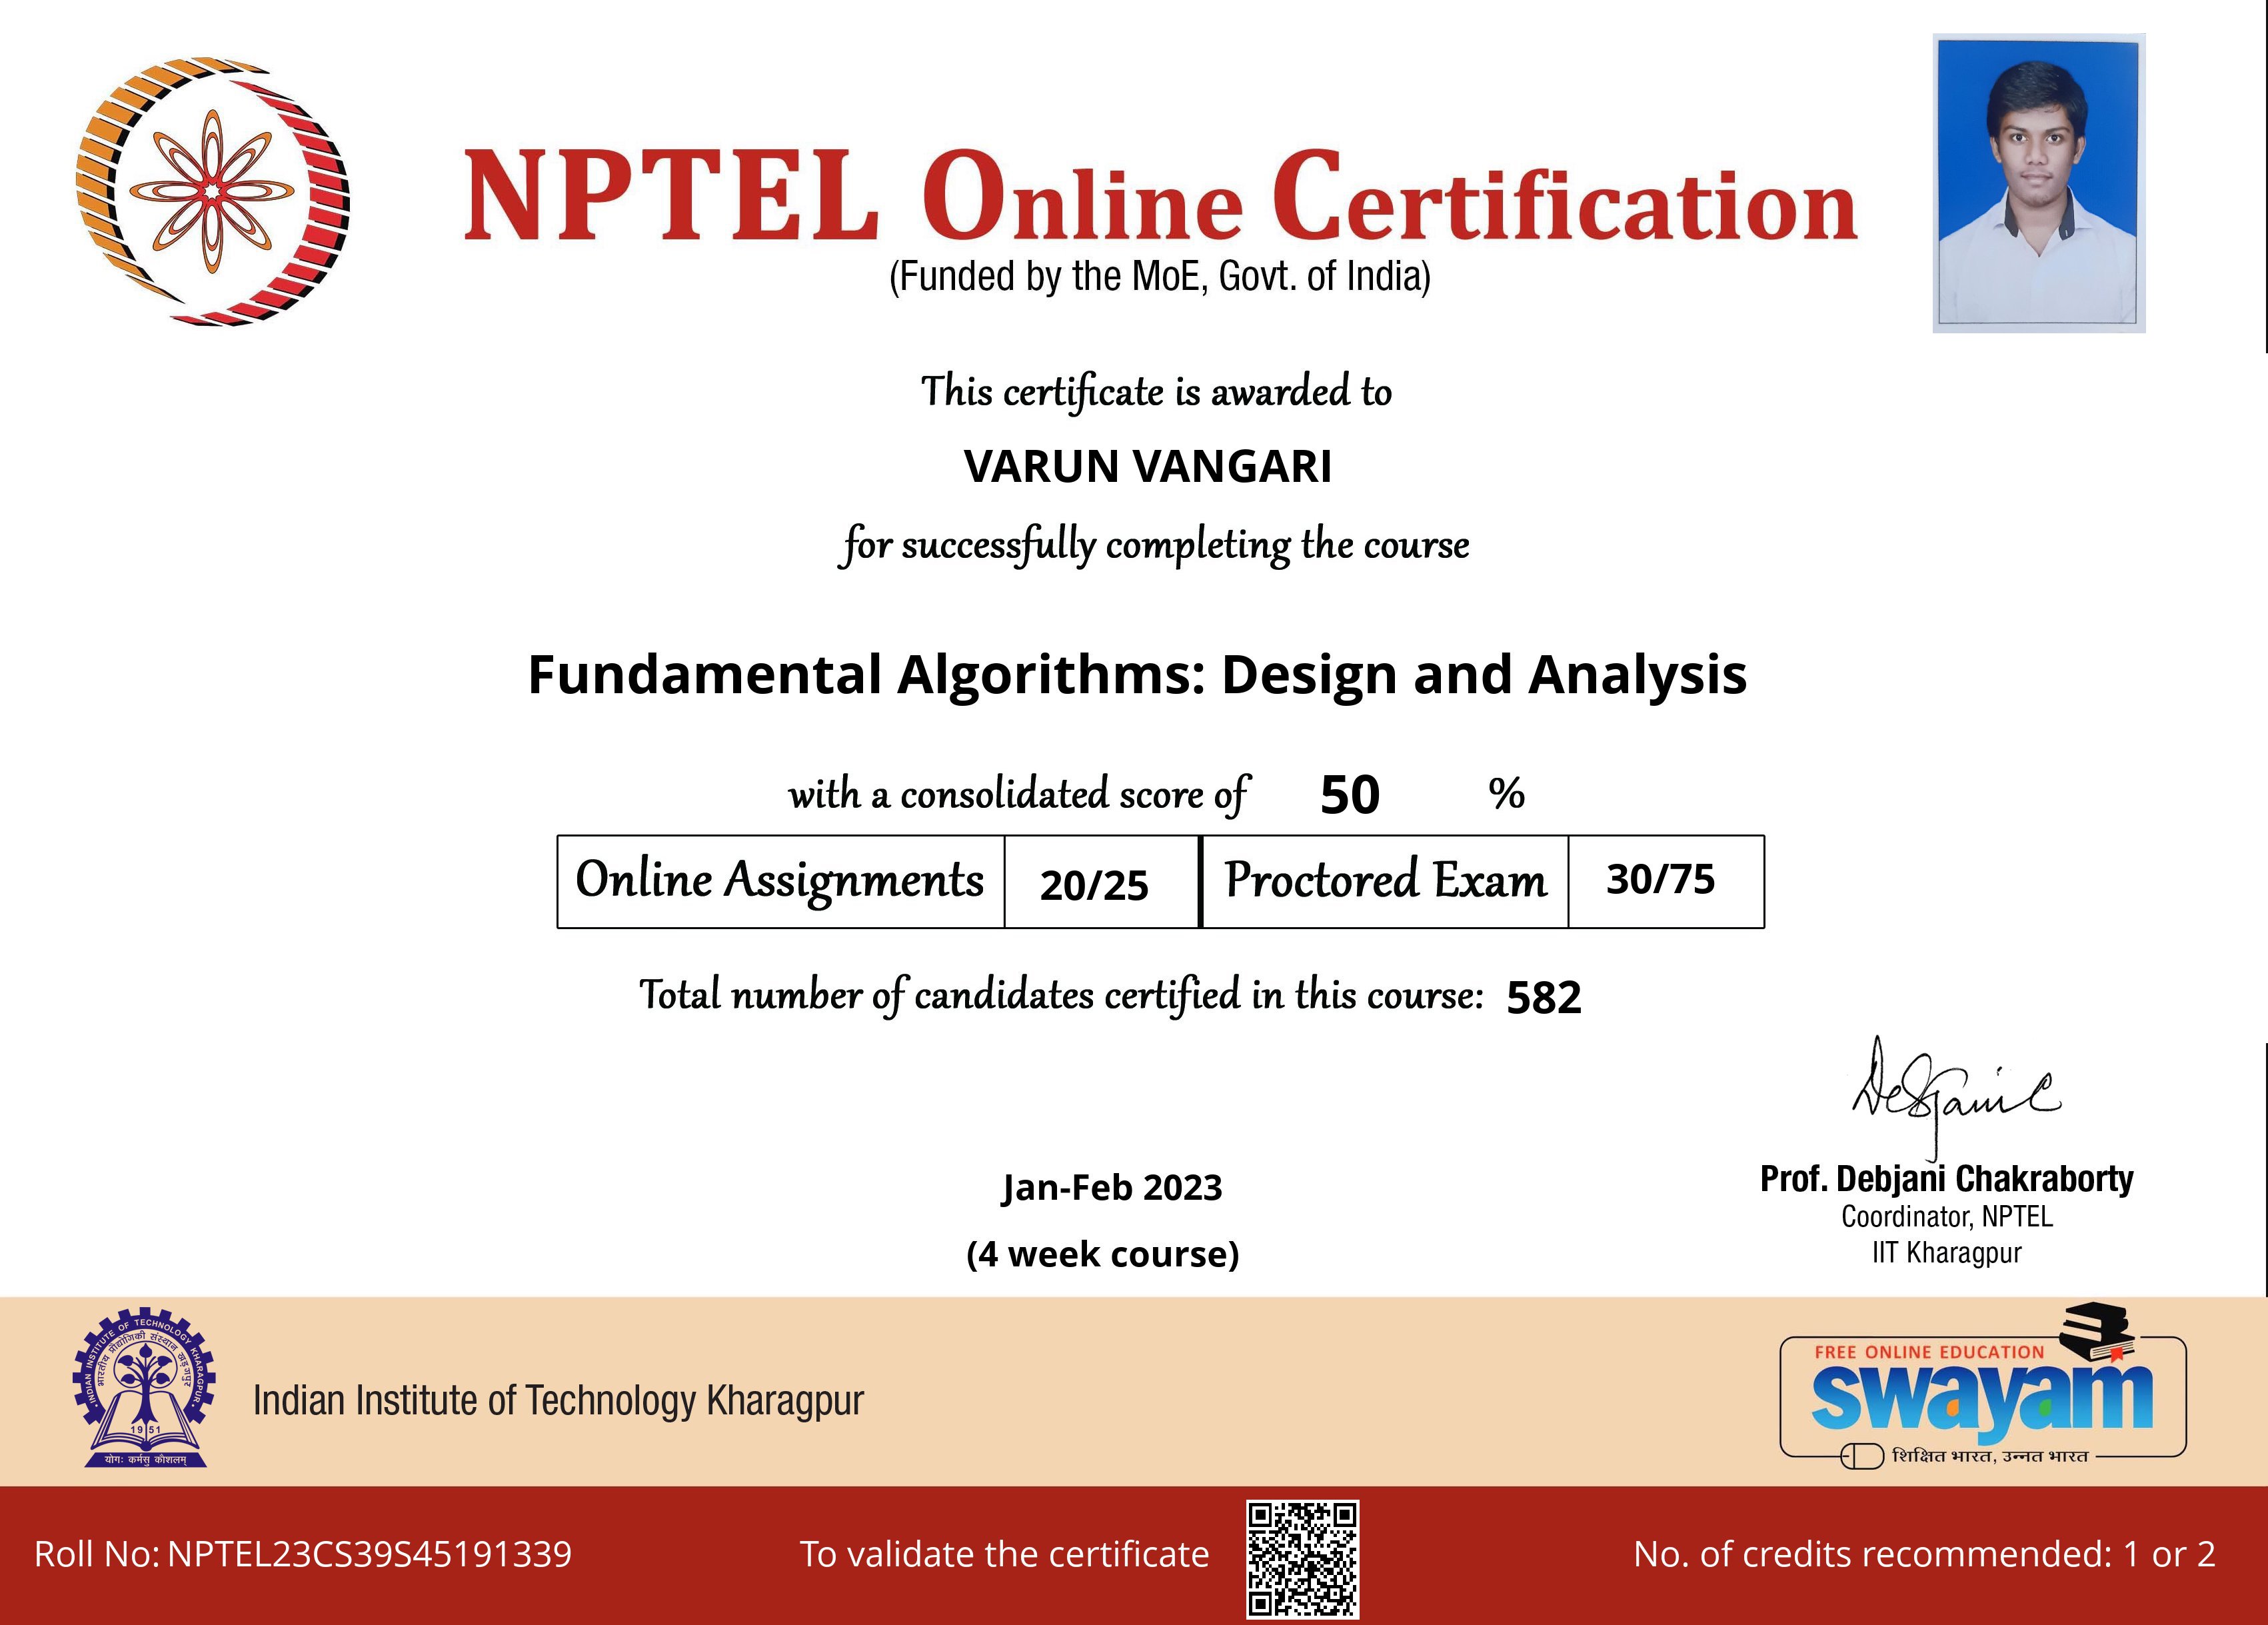 NPTEL Online Certification
(Funded by the MoE, Govt. of India)
This certificate is awarded to
VARUN VANGARI
for successfully completing the course
Fundamental Algorithms: Design and Analysis
with a consolidated score of 50 %
Online Assignments 20/25 Proctored Exam 30/75
Total number of candidates certified in this course: 582
Debjani C
Jan-Feb 2023
(4 week course)
Prof. Debjani Chakraborty
Coordinator, NPTEL
IIT Kharagpur
INDIAN INSTITUTE OF TECHNOLOGY KHARAGPUR
भारतीय प्रौद्योगिकी संस्थान खड़गपुर
1951
योगः कर्मसु कौशलम्
Indian Institute of Technology Kharagpur
FREE ONLINE EDUCATION
swayam
शिक्षित भारत, उन्नत भारत
Roll No: NPTEL23CS39S45191339
To validate the certificate
No. of credits recommended: 1 or 2